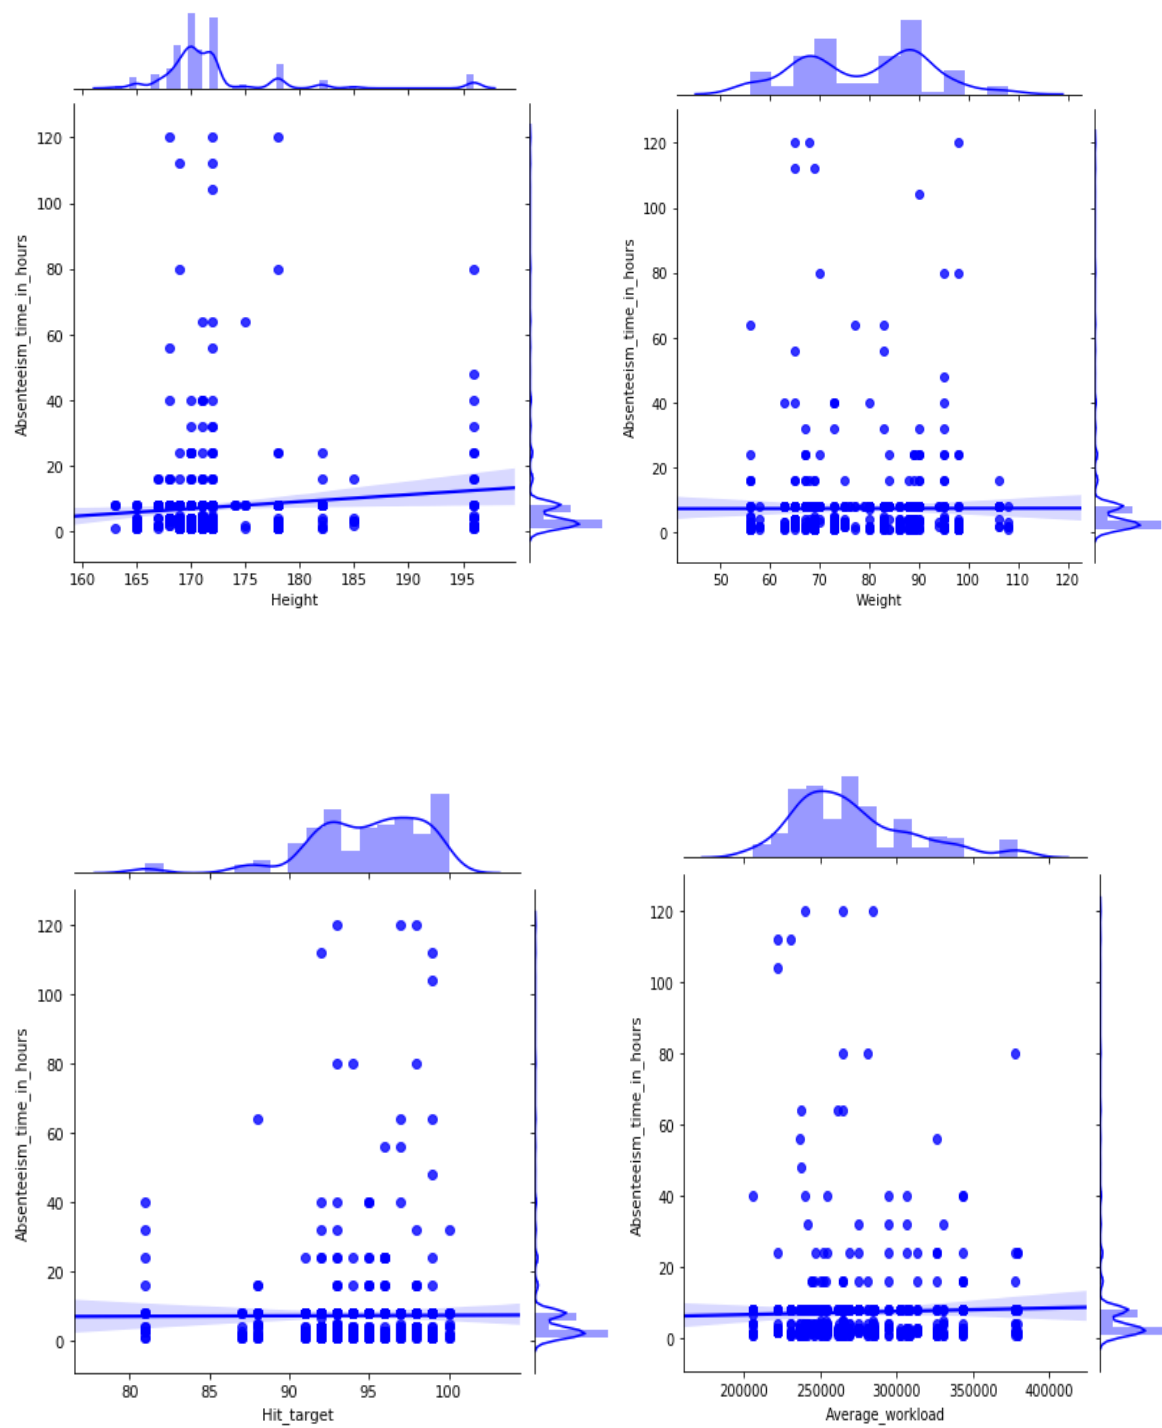 120
100
80
60
40
20
0
Absenteeism_time_in_hours
160 165 170 175 180 185 190 195
Height
120
100
80
60
40
20
0
Absenteeism_time_in_hours
50 60 70 80 90 100 110 120
Weight
120
100
80
60
40
20
0
Absenteeism_time_in_hours
80 85 90 95 100
Hit_target
120
100
80
60
40
20
0
Absenteeism_time_in_hours
200000 250000 300000 350000 400000
Average_workload